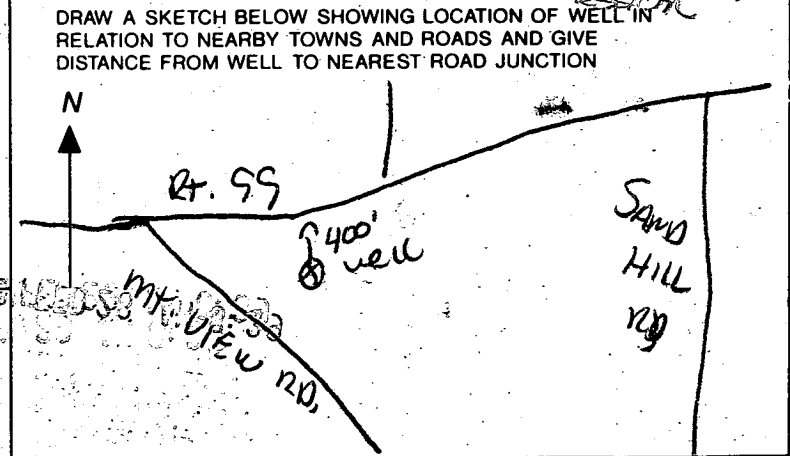 DRAW A SKETCH BELOW SHOWING LOCATION OF WELL IN
RELATION TO NEARBY TOWNS AND ROADS AND GIVE
DISTANCE FROM WELL TO NEAREST ROAD JUNCTION
N
Rt. 99
400'
well
SAND
HILL
RD
Mt. VIEW RD.